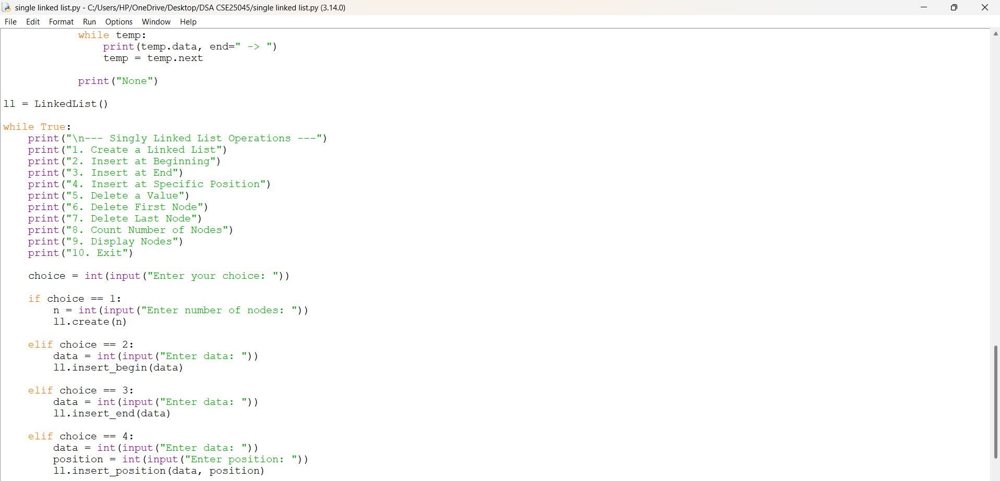 single linked list.py - C:/Users/HP/OneDrive/Desktop/DSA CSE25045/single linked list.py (3.14.0)
File Edit Format Run Options Window Help
            while temp:
                print(temp.data, end=" -> ")
                temp = temp.next

            print("None")

ll = LinkedList()

while True:
    print("\n--- Singly Linked List Operations ---")
    print("1. Create a Linked List")
    print("2. Insert at Beginning")
    print("3. Insert at End")
    print("4. Insert at Specific Position")
    print("5. Delete a Value")
    print("6. Delete First Node")
    print("7. Delete Last Node")
    print("8. Count Number of Nodes")
    print("9. Display Nodes")
    print("10. Exit")

    choice = int(input("Enter your choice: "))

    if choice == 1:
        n = int(input("Enter number of nodes: "))
        ll.create(n)

    elif choice == 2:
        data = int(input("Enter data: "))
        ll.insert_begin(data)

    elif choice == 3:
        data = int(input("Enter data: "))
        ll.insert_end(data)

    elif choice == 4:
        data = int(input("Enter data: "))
        position = int(input("Enter position: "))
        ll.insert_position(data, position)